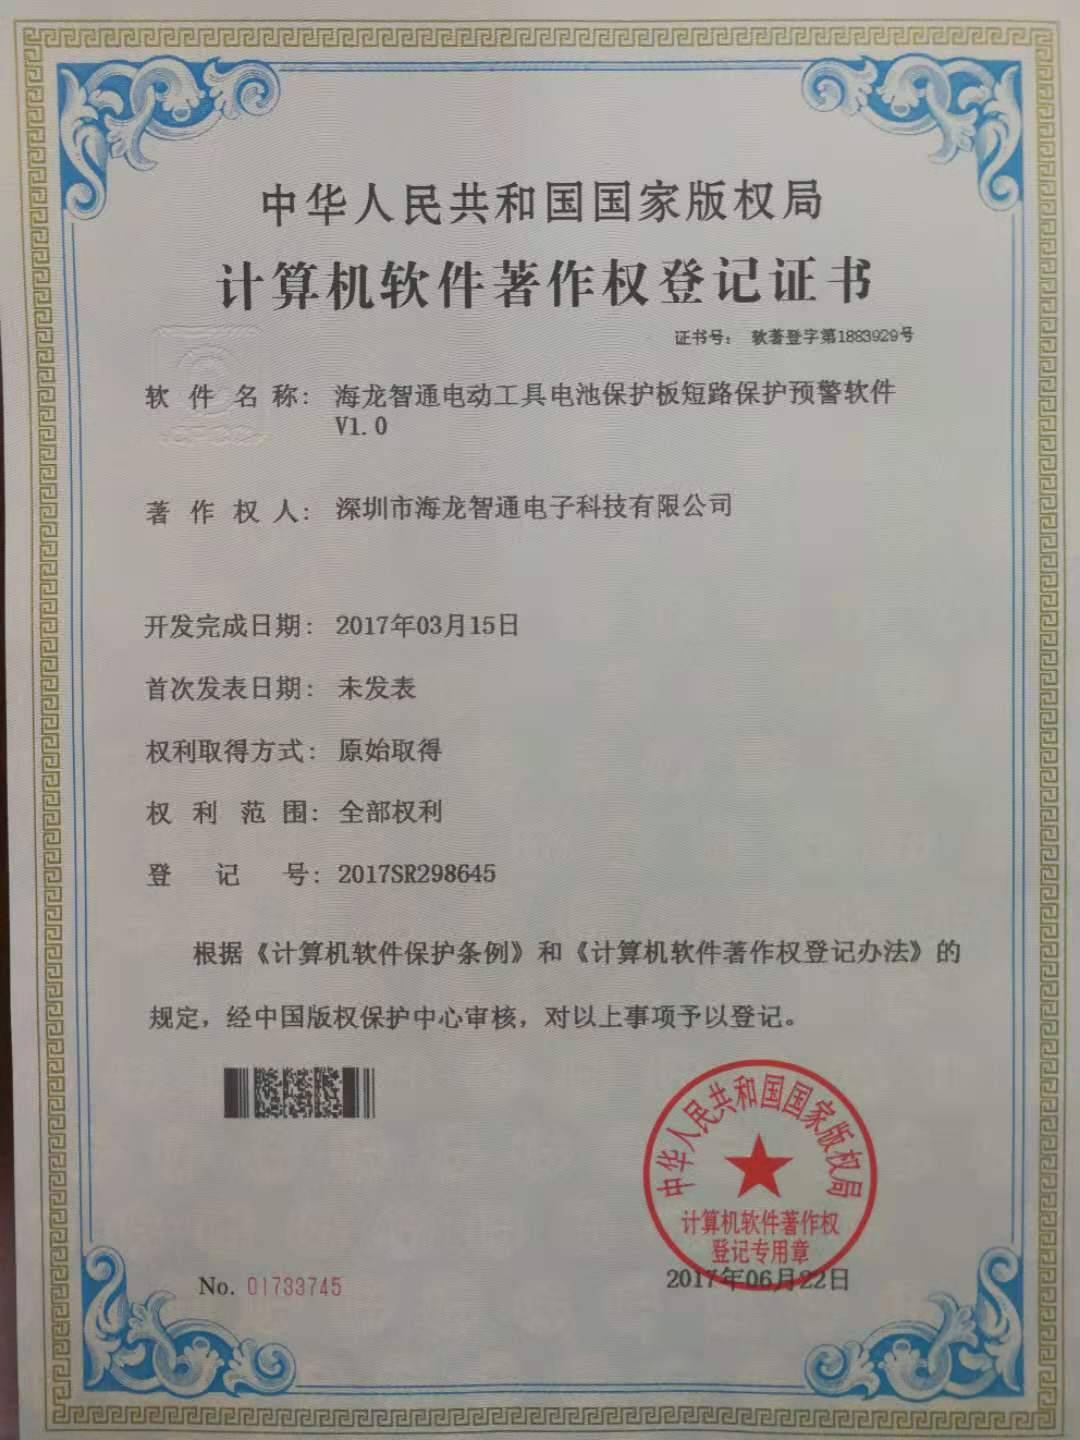 中华人民共和国国家版权局
计算机软件著作权登记证书
证书号： 软著登字第1883929号
软件名称： 海龙智通电动工具电池保护板短路保护预警软件
V1.0
著作权人： 深圳市海龙智通电子科技有限公司
开发完成日期： 2017年03月15日
首次发表日期： 未发表
权利取得方式： 原始取得
权利范围： 全部权利
登记号： 2017SR298645
根据《计算机软件保护条例》和《计算机软件著作权登记办法》的
规定，经中国版权保护中心审核，对以上事项予以登记。
中华人民共和国国家版权局
计算机软件著作权
登记专用章
No. 01733745
2017年06月22日